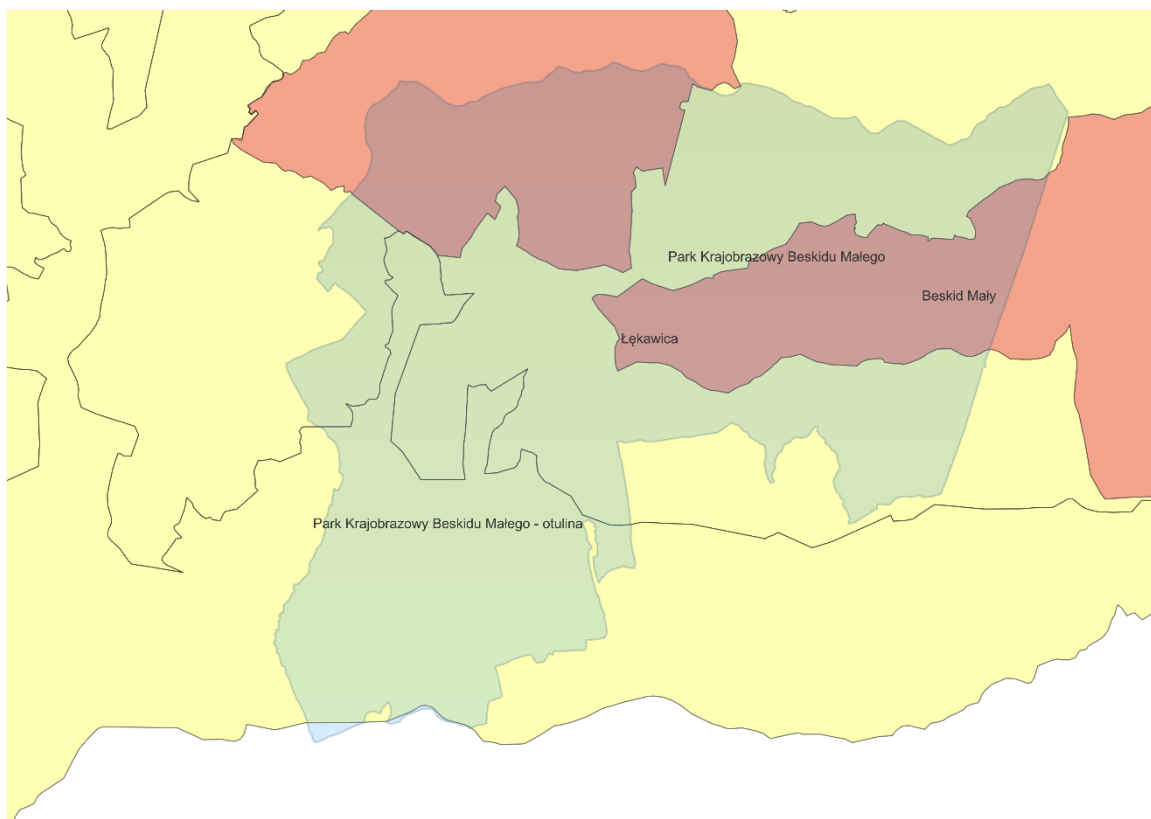 Park Krajobrazowy Beskidu Małego
Beskid Mały
Łękawica
Park Krajobrazowy Beskidu Małego - otulina